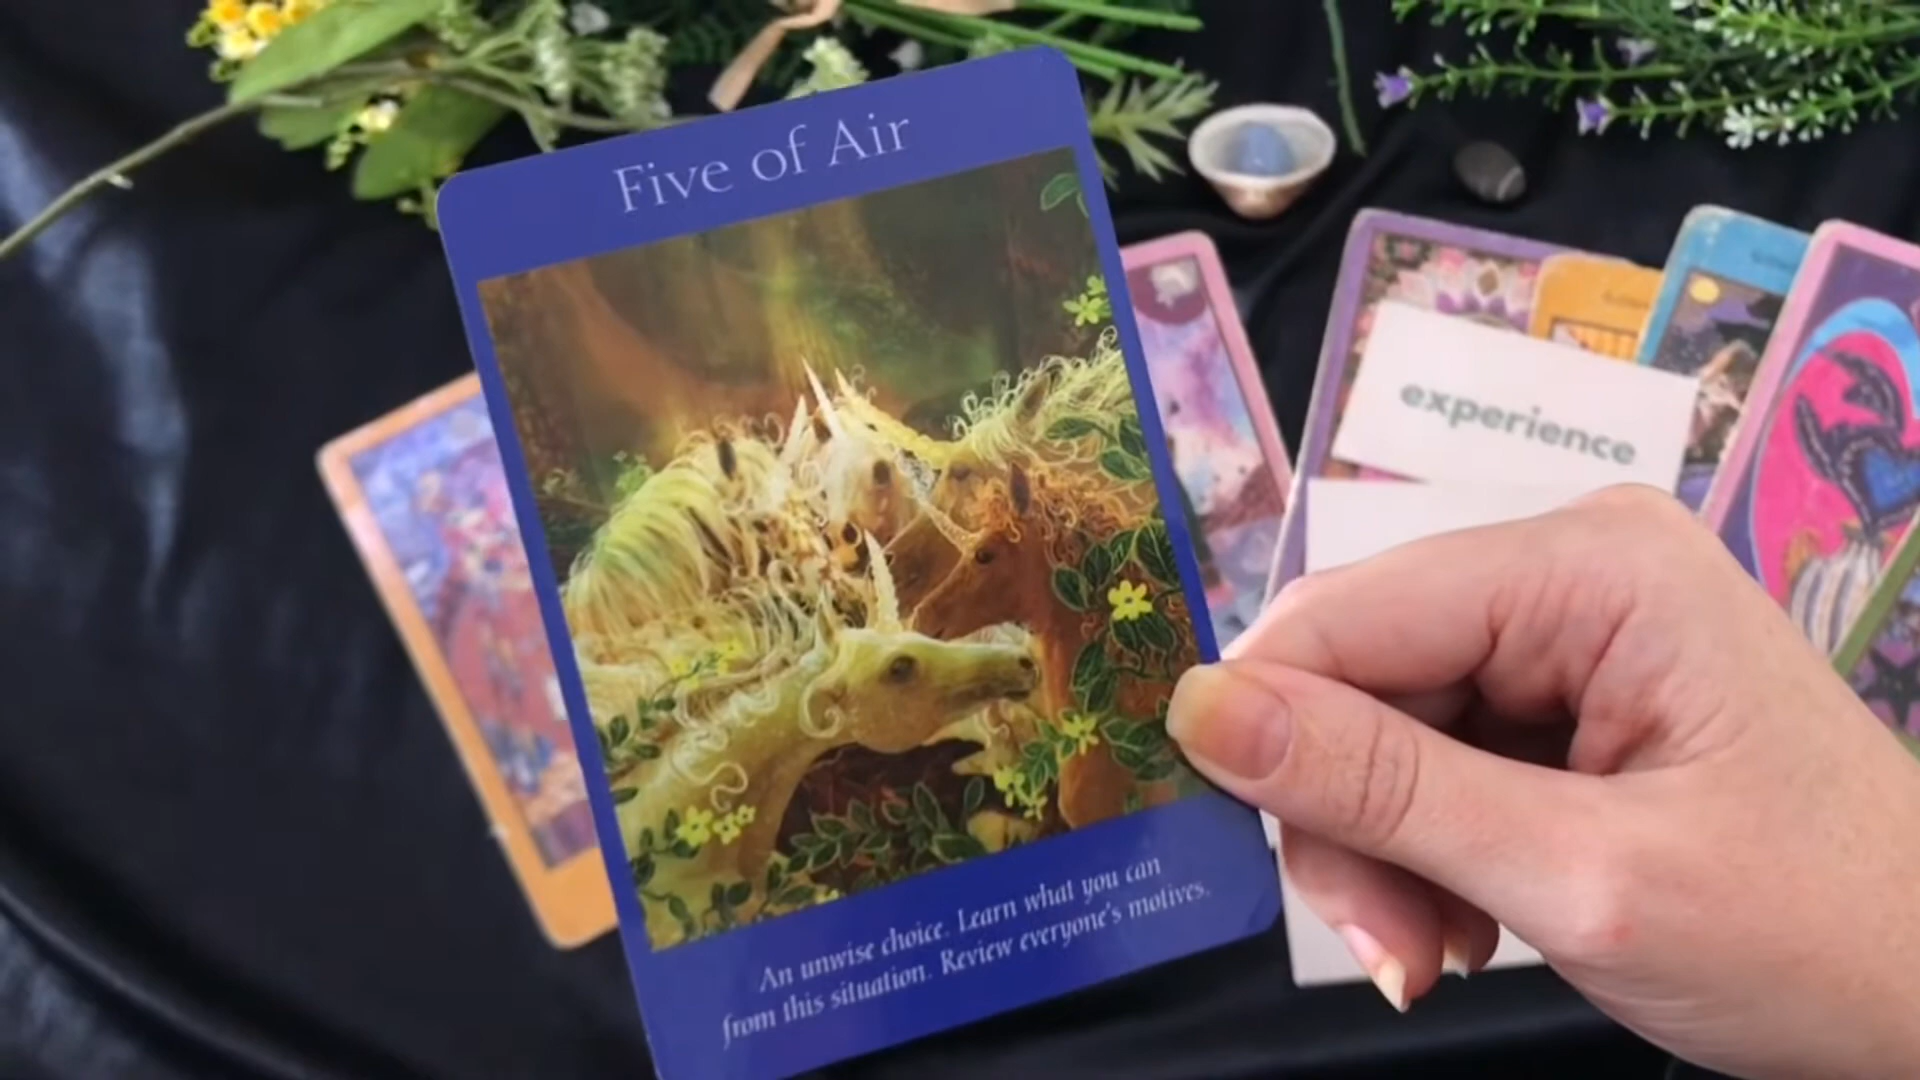 Five of Air
experience
An unwise choice. Learn what you can
from this situation. Review everyone's motives.